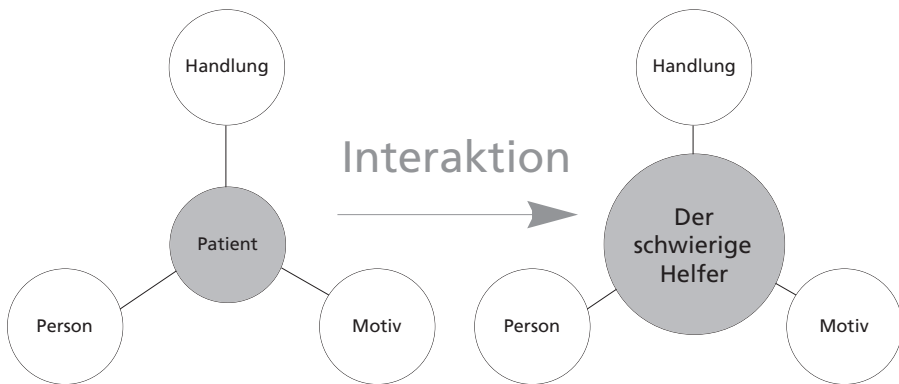 Handlung
Handlung
Interaktion
Patient
Der
schwierige
Helfer
Person
Motiv
Person
Motiv